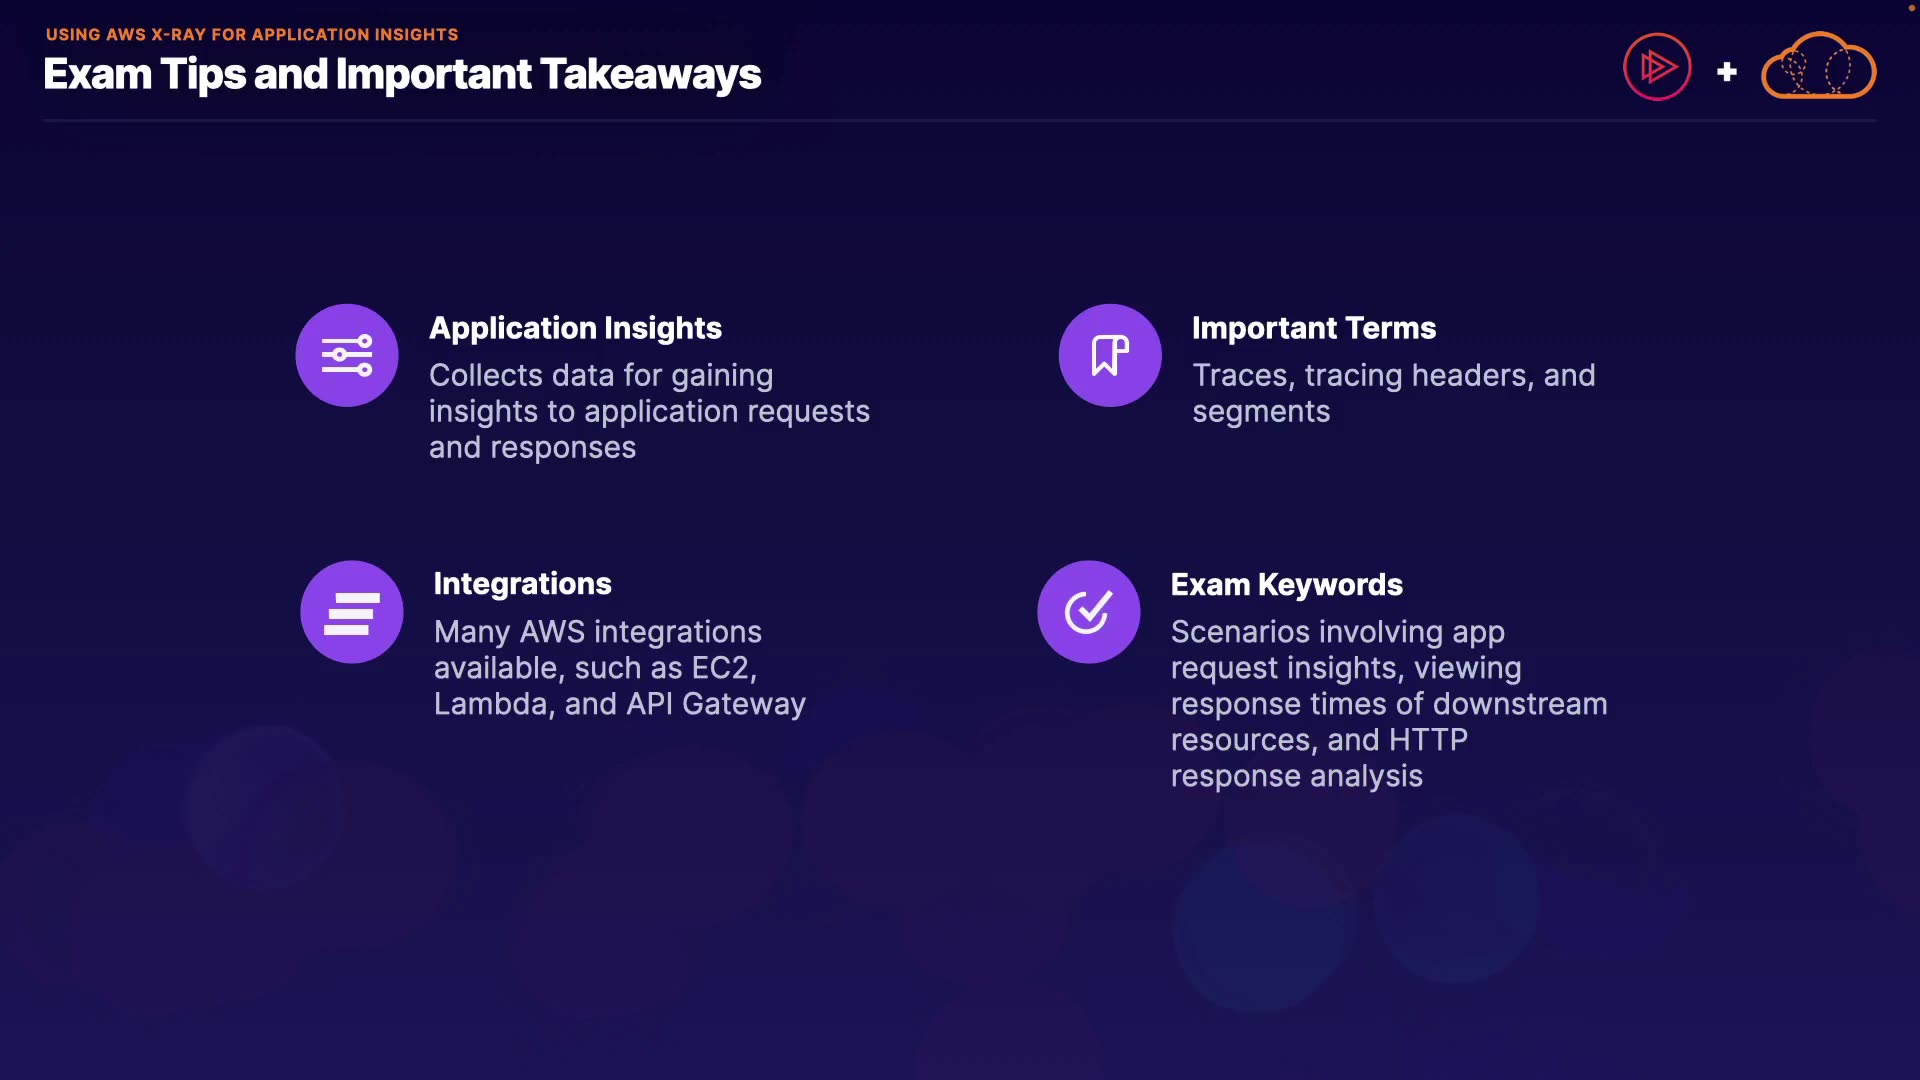 USING AWS X-RAY FOR APPLICATION INSIGHTS
Exam Tips and Important Takeaways
Application Insights
Collects data for gaining
insights to application requests
and responses
Important Terms
Traces, tracing headers, and
segments
Integrations
Many AWS integrations
available, such as EC2,
Lambda, and API Gateway
Exam Keywords
Scenarios involving app
request insights, viewing
response times of downstream
resources, and HTTP
response analysis